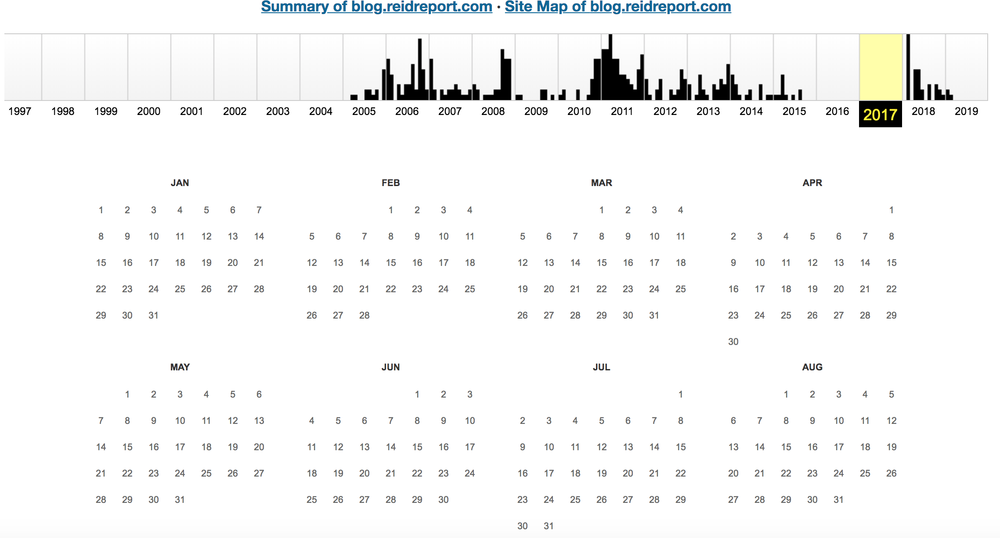 Summary of blog.reidreport.com · Site Map of blog.reidreport.com
1997 1998 1999 2000 2001 2002 2003 2004 2005 2006 2007 2008 2009 2010 2011 2012 2013 2014 2015 2016 2017 2018 2019
JAN FEB MAR APR
1 2 3 4 5 6 7 1 2 3 4 1 2 3 4 1
8 9 10 11 12 13 14 5 6 7 8 9 10 11 5 6 7 8 9 10 11 2 3 4 5 6 7 8
15 16 17 18 19 20 21 12 13 14 15 16 17 18 12 13 14 15 16 17 18 9 10 11 12 13 14 15
22 23 24 25 26 27 28 19 20 21 22 23 24 25 19 20 21 22 23 24 25 16 17 18 19 20 21 22
29 30 31 26 27 28 26 27 28 29 30 31 23 24 25 26 27 28 29
30
MAY JUN JUL AUG
1 2 3 4 5 6 1 2 3 1 1 2 3 4 5
7 8 9 10 11 12 13 4 5 6 7 8 9 10 2 3 4 5 6 7 8 6 7 8 9 10 11 12
14 15 16 17 18 19 20 11 12 13 14 15 16 17 9 10 11 12 13 14 15 13 14 15 16 17 18 19
21 22 23 24 25 26 27 18 19 20 21 22 23 24 16 17 18 19 20 21 22 20 21 22 23 24 25 26
28 29 30 31 25 26 27 28 29 30 23 24 25 26 27 28 29 27 28 29 30 31
30 31